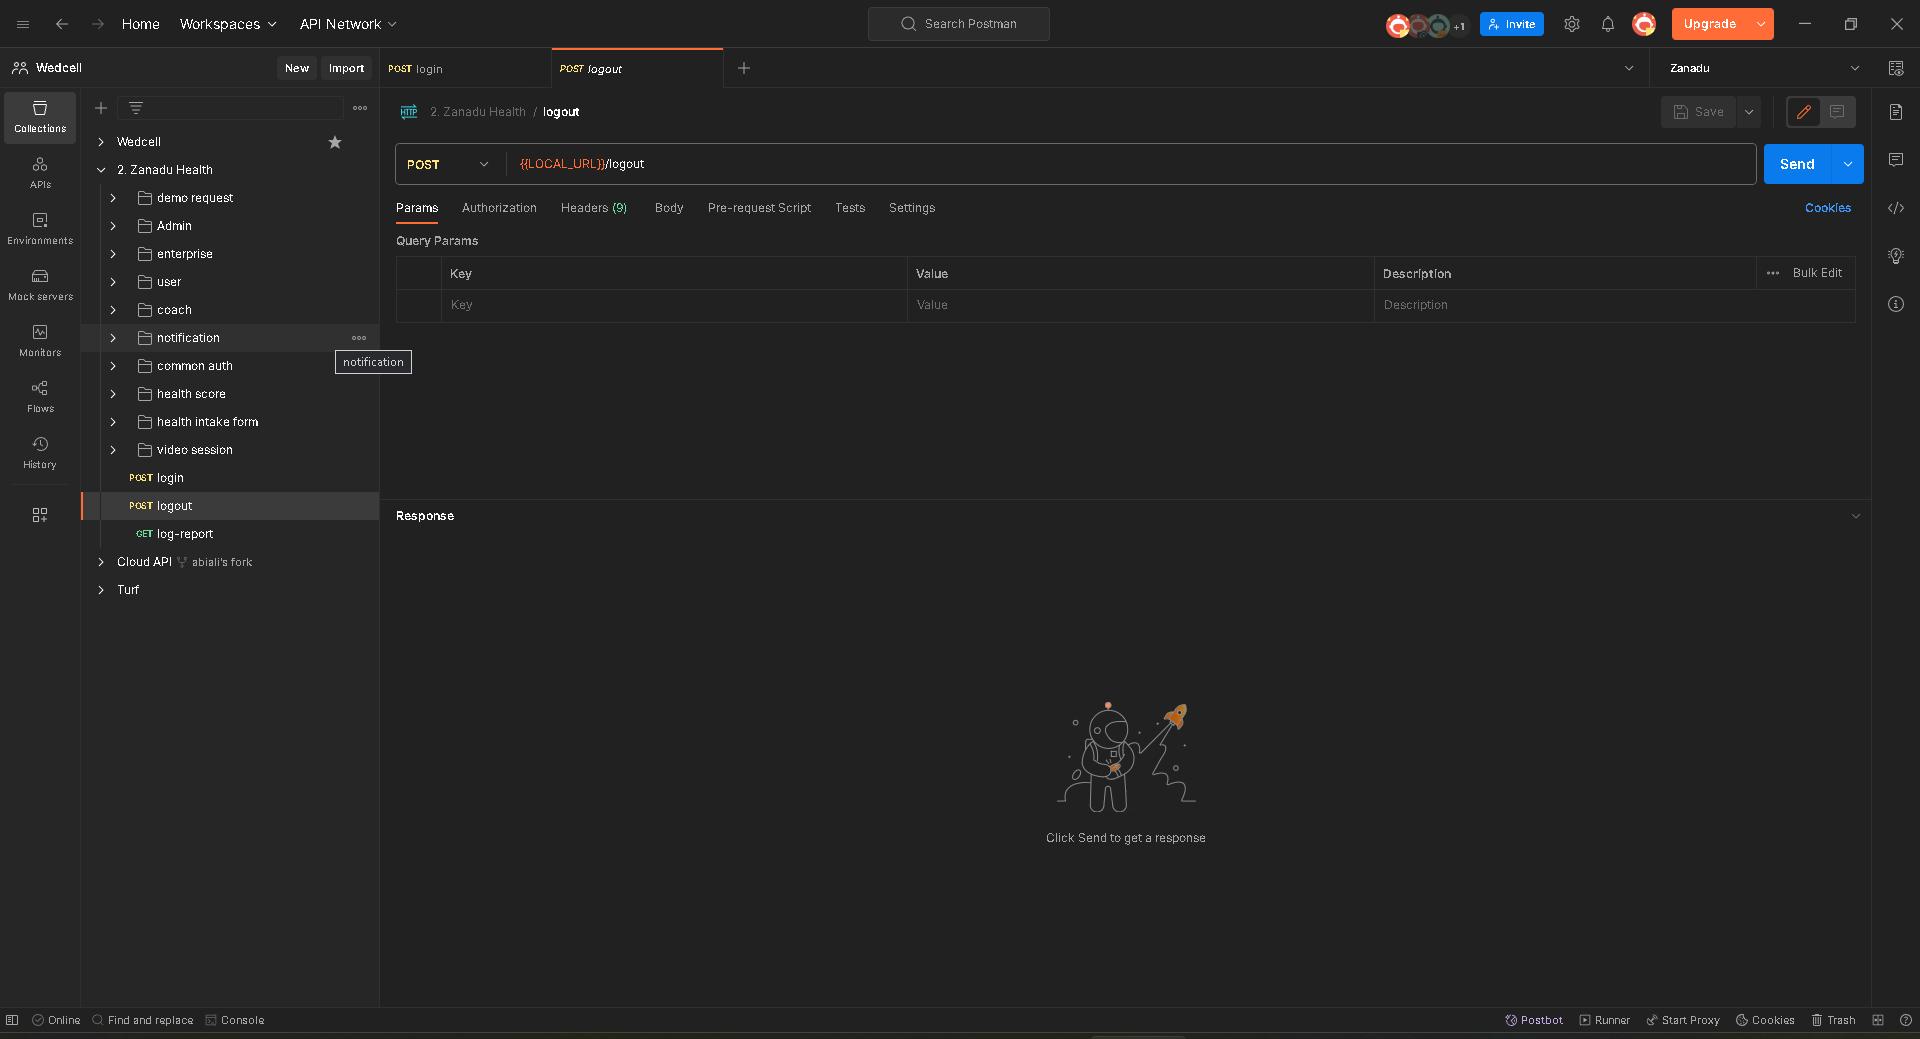 Home Workspaces API Network Search Postman +1 Invite Upgrade
Wedcell New Import POST login POST logout Zanadu
Collections
APIs
Environments
Mock servers
Monitors
Flows
History
Wedcell
2. Zanadu Health
demo request
Admin
enterprise
user
coach
notification
notification
common auth
health score
health intake form
video session
POST login
POST logout
GET log-report
Cloud API abiali's fork
Turf
HTTP 2. Zanadu Health / logout Save
POST {{LOCAL_URL}}/logout Send
Params Authorization Headers (9) Body Pre-request Script Tests Settings Cookies
Query Params
Key Value Description Bulk Edit
Key Value Description
Response
Click Send to get a response
Online Find and replace Console Postbot Runner Start Proxy Cookies Trash